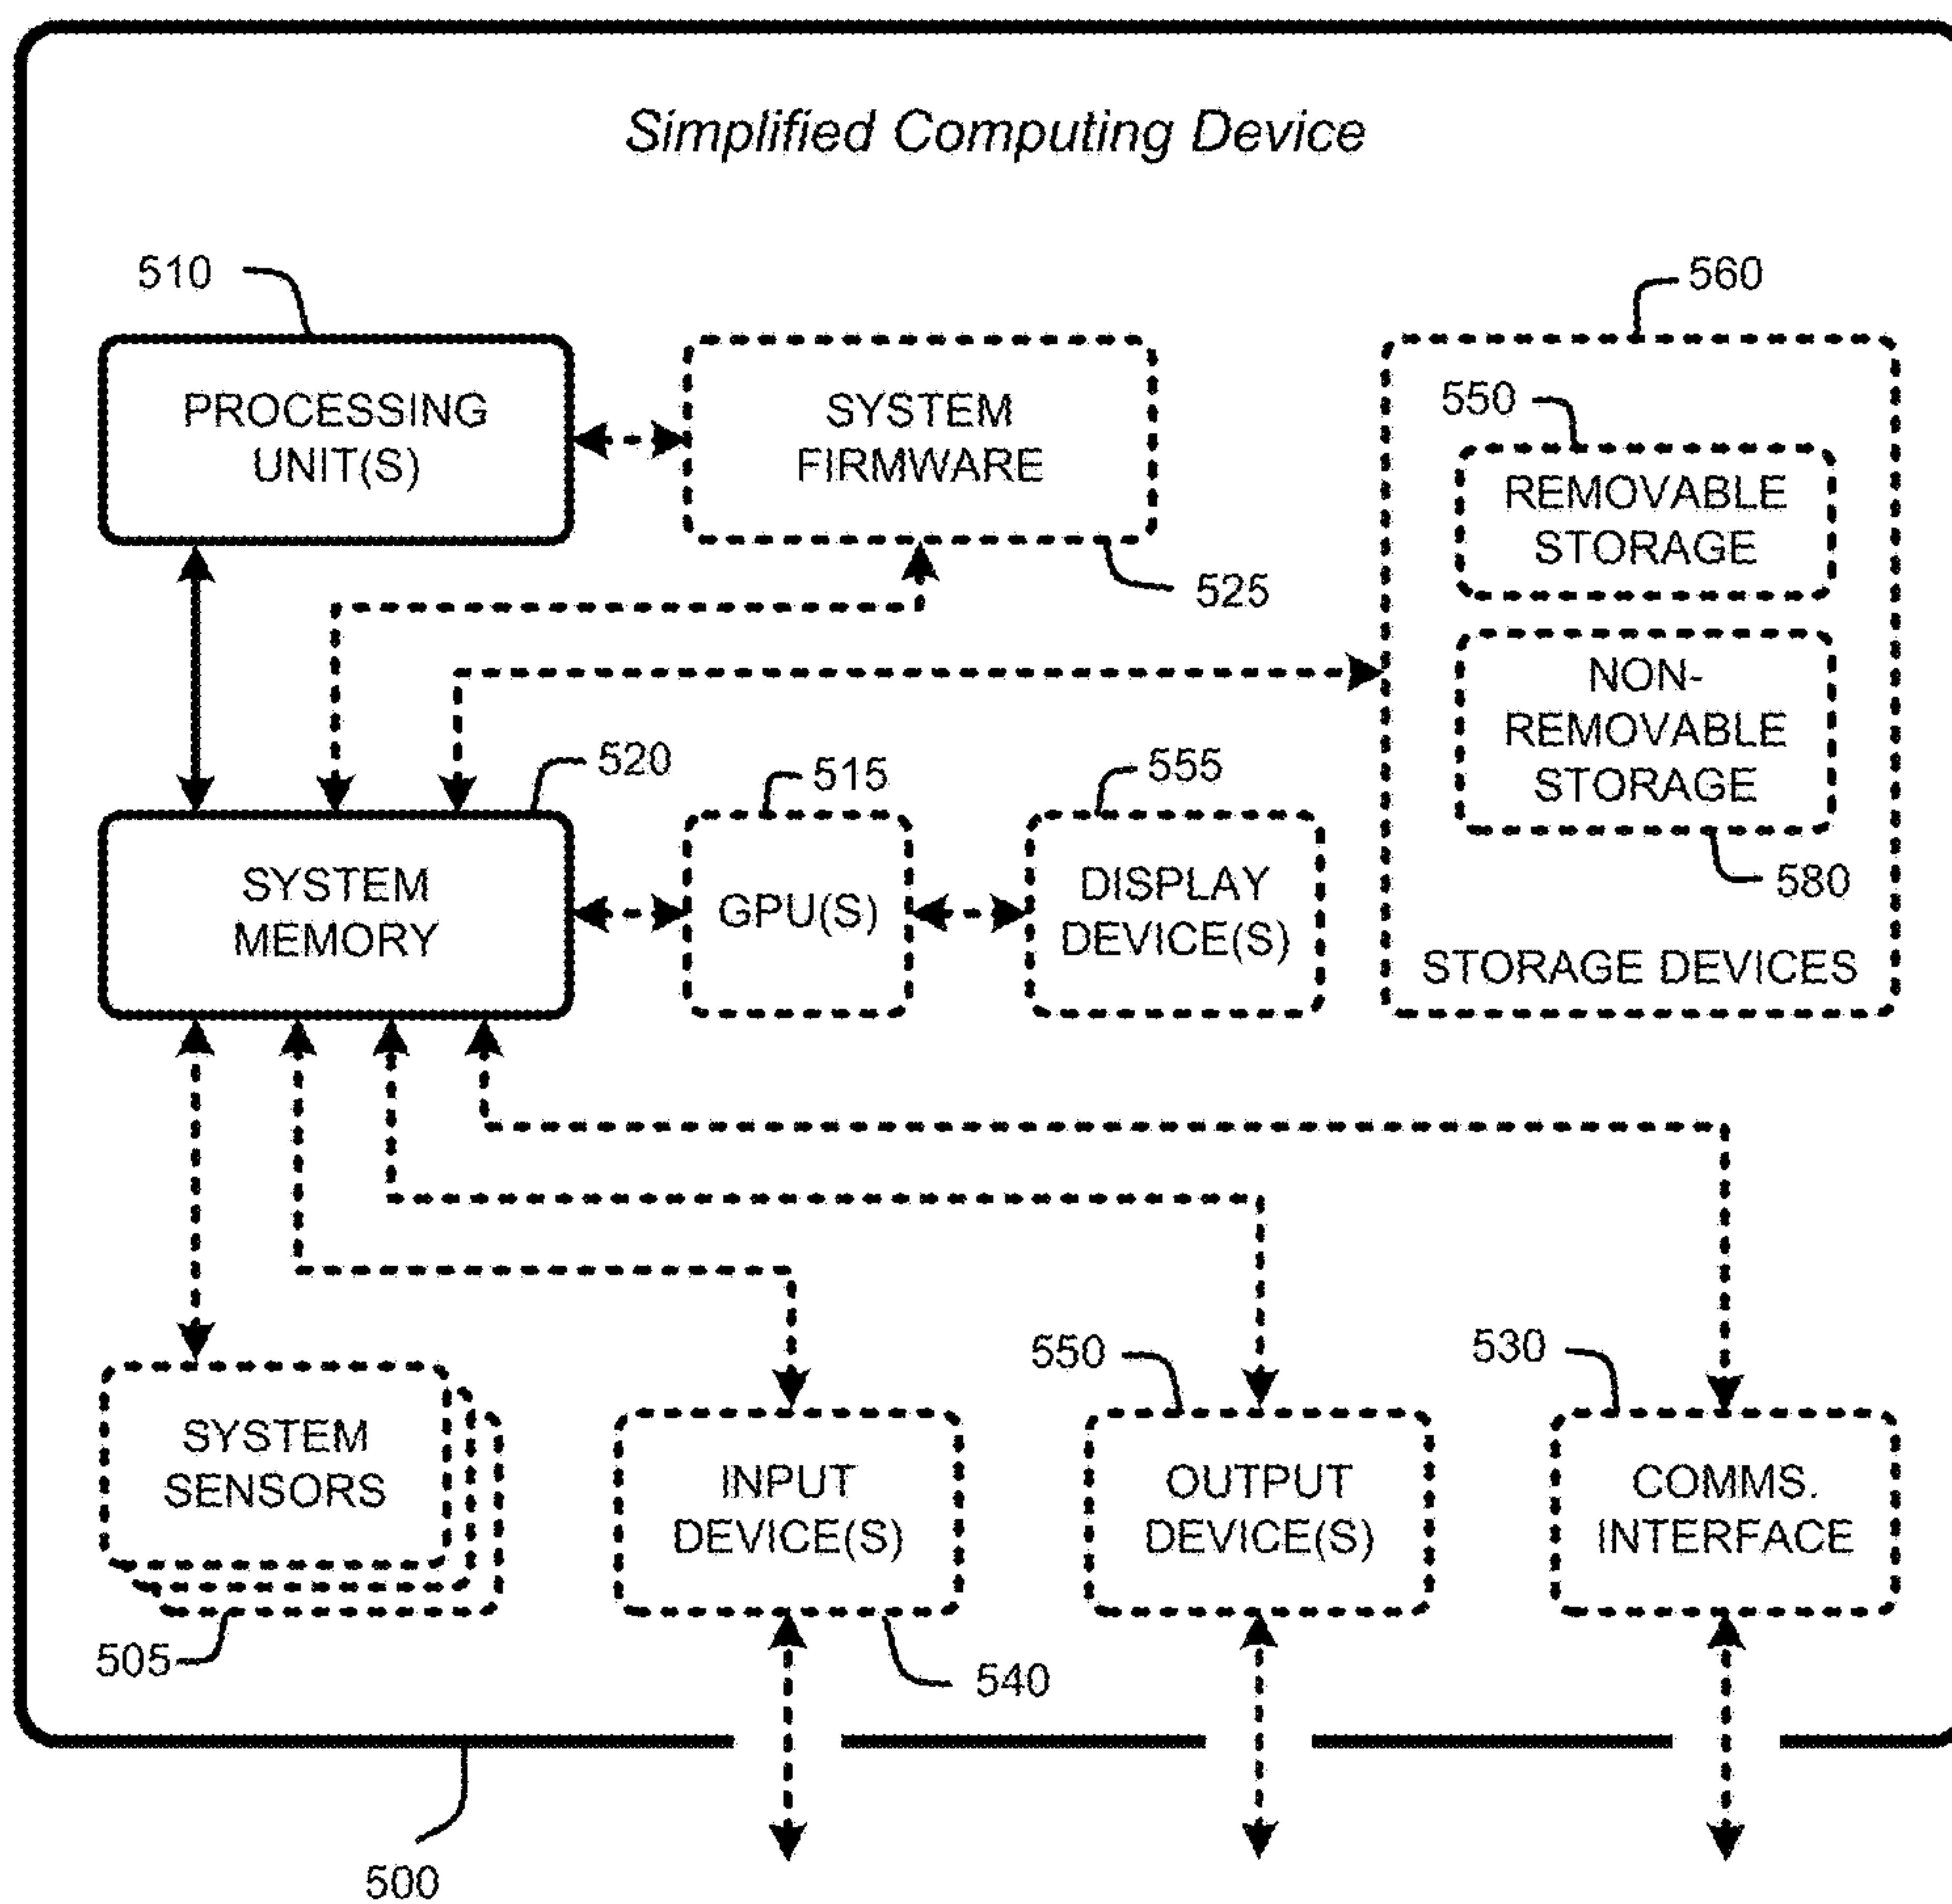 Simplified Computing Device
510
560
PROCESSING
UNIT(S)
SYSTEM
FIRMWARE
550
REMOVABLE
STORAGE
525
NON-
REMOVABLE
STORAGE
580
STORAGE DEVICES
520
515
555
SYSTEM
MEMORY
GPU(S)
DISPLAY
DEVICE(S)
550
530
SYSTEM
SENSORS
INPUT
DEVICE(S)
OUTPUT
DEVICE(S)
COMMS.
INTERFACE
505
540
500